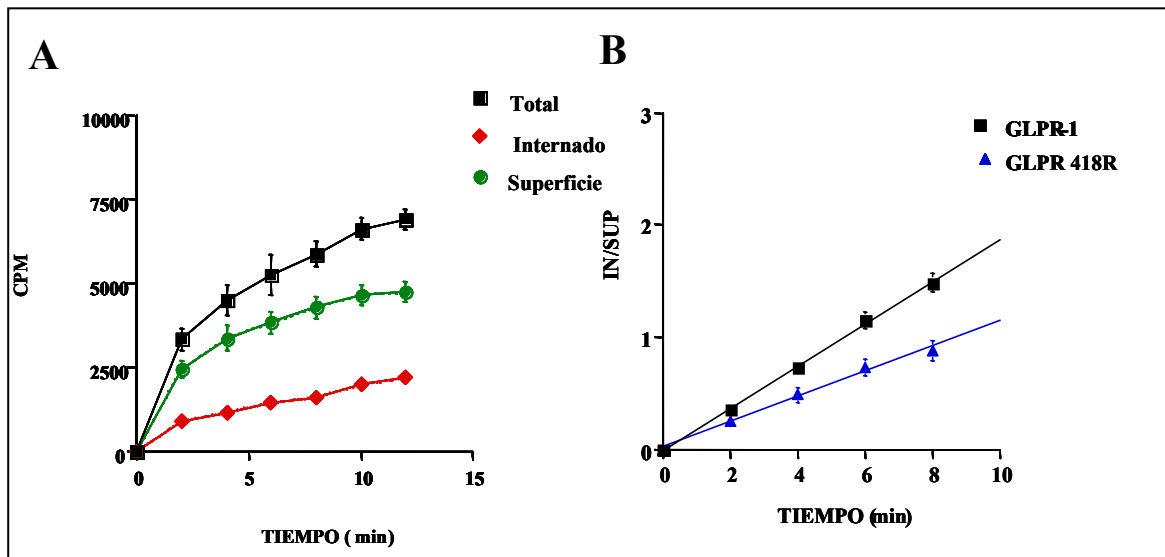 A
Total
Internado
Superficie
10000
7500
5000
2500
0
CPM
0
5
10
15
TIEMPO ( min)
B
GLPR-1
GLPR 418R
3
2
1
0
IN/SUP
0
2
4
6
8
10
TIEMPO (min)